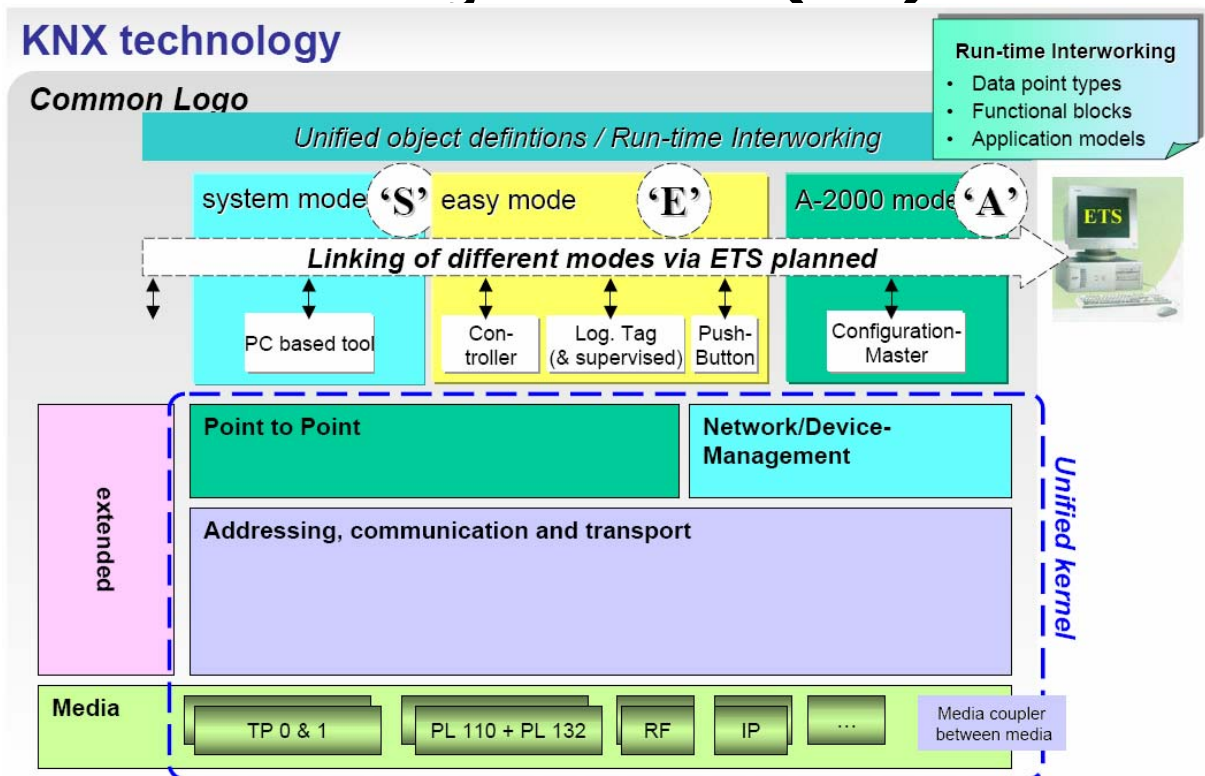 KNX technology
Run-time Interworking
• Data point types
• Functional blocks
• Application models
Common Logo
Unified object defintions / Run-time Interworking
system mode
‘S’
easy mode
‘E’
A-2000 mode
‘A’
ETS
Linking of different modes via ETS planned
PC based tool
Con-
troller
Log. Tag
(& supervised)
Push-
Button
Configuration-
Master
extended
Point to Point
Network/Device-
Management
Addressing, communication and transport
Unified kernel
Media
TP 0 & 1
PL 110 + PL 132
RF
IP
...
Media coupler
between media